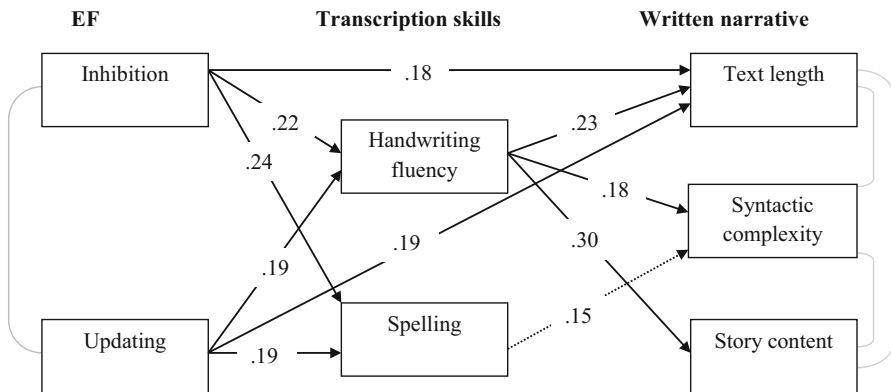 EF
Transcription skills
Written narrative
Inhibition
.18
Text length
.22
Handwriting
fluency
.23
.24
.18
Syntactic
complexity
.19
.19
.30
Updating
.19
Spelling
.15
Story content